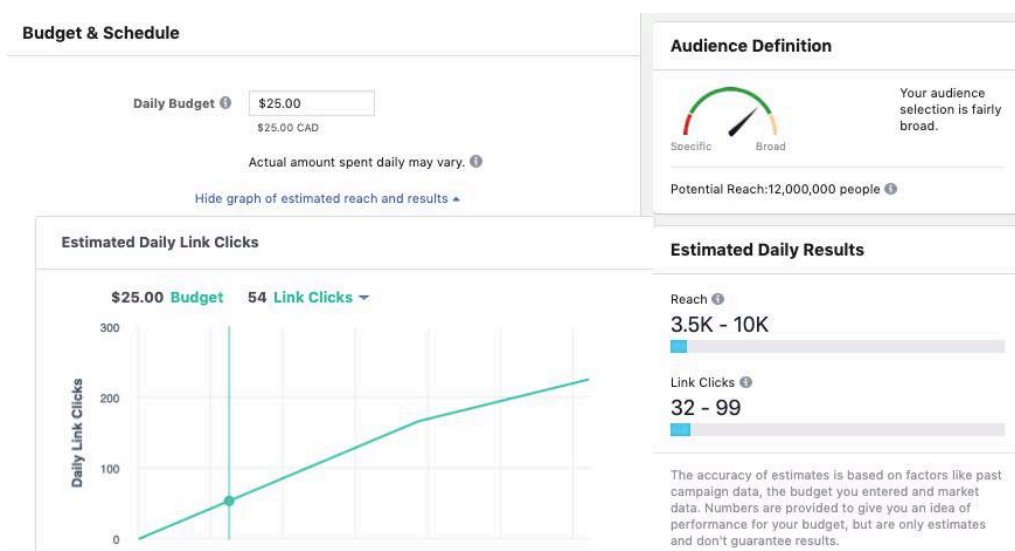 Budget & Schedule
Daily Budget
$25.00
$25.00 CAD
Actual amount spent daily may vary.
Hide graph of estimated reach and results
Estimated Daily Link Clicks
$25.00 Budget 54 Link Clicks
300
200
100
0
Daily Link Clicks
Audience Definition
Your audience
selection is fairly
broad.
Specific Broad
Potential Reach:12,000,000 people
Estimated Daily Results
Reach
3.5K - 10K
Link Clicks
32 - 99
The accuracy of estimates is based on factors like past
campaign data, the budget you entered and market
data. Numbers are provided to give you an idea of
performance for your budget, but are only estimates
and don't guarantee results.